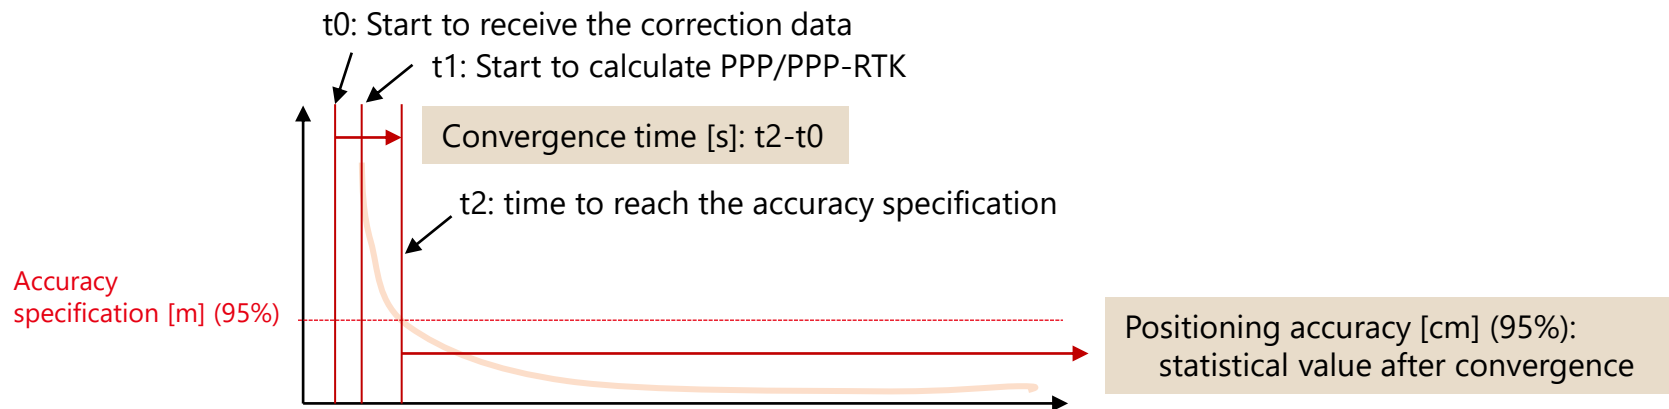 t0: Start to receive the correction data
t1: Start to calculate PPP/PPP-RTK
Convergence time [s]: t2-t0
t2: time to reach the accuracy specification
Accuracy
specification [m] (95%)
Positioning accuracy [cm] (95%):
statistical value after convergence